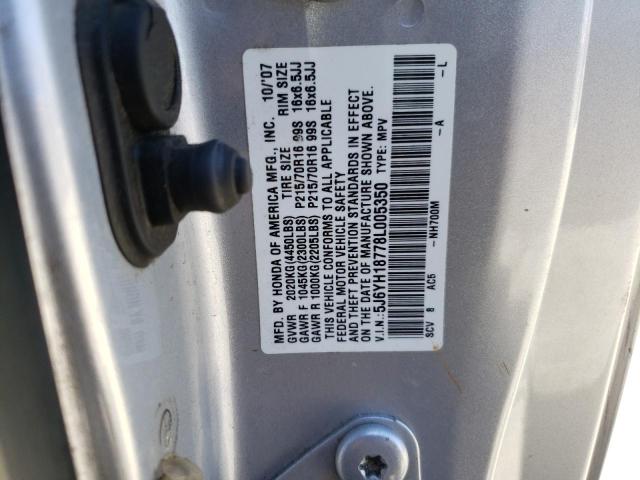 MFD. BY HONDA OF AMERICA MFG., INC. 10/'07
TIRE SIZE RIM SIZE
GVWR 2020KG(4450LBS)
GAWR F 1045KG(2300LBS) P215/70R16 99S 16x6.5JJ
GAWR R 1000KG(2205LBS) P215/70R16 99S 16x6.5JJ
THIS VEHICLE CONFORMS TO ALL APPLICABLE
FEDERAL MOTOR VEHICLE SAFETY
AND THEFT PREVENTION STANDARDS IN EFFECT
ON THE DATE OF MANUFACTURE SHOWN ABOVE.
V.I.N.:5J6YH18778L005350 TYPE: MPV
SCV 8 AC5 -NH700M -A -L